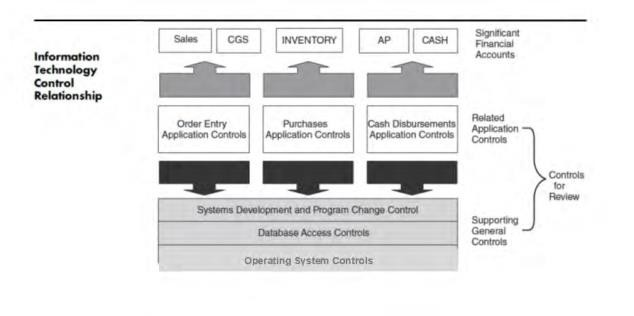 Information
Technology
Control
Relationship
Sales
CGS
INVENTORY
AP
CASH
Significant
Financial
Accounts
Order Entry
Application Controls
Purchases
Application Controls
Cash Disbursements
Application Controls
Related
Application
Controls
Controls
for
Review
Systems Development and Program Change Control
Database Access Controls
Operating System Controls
Supporting
General
Controls